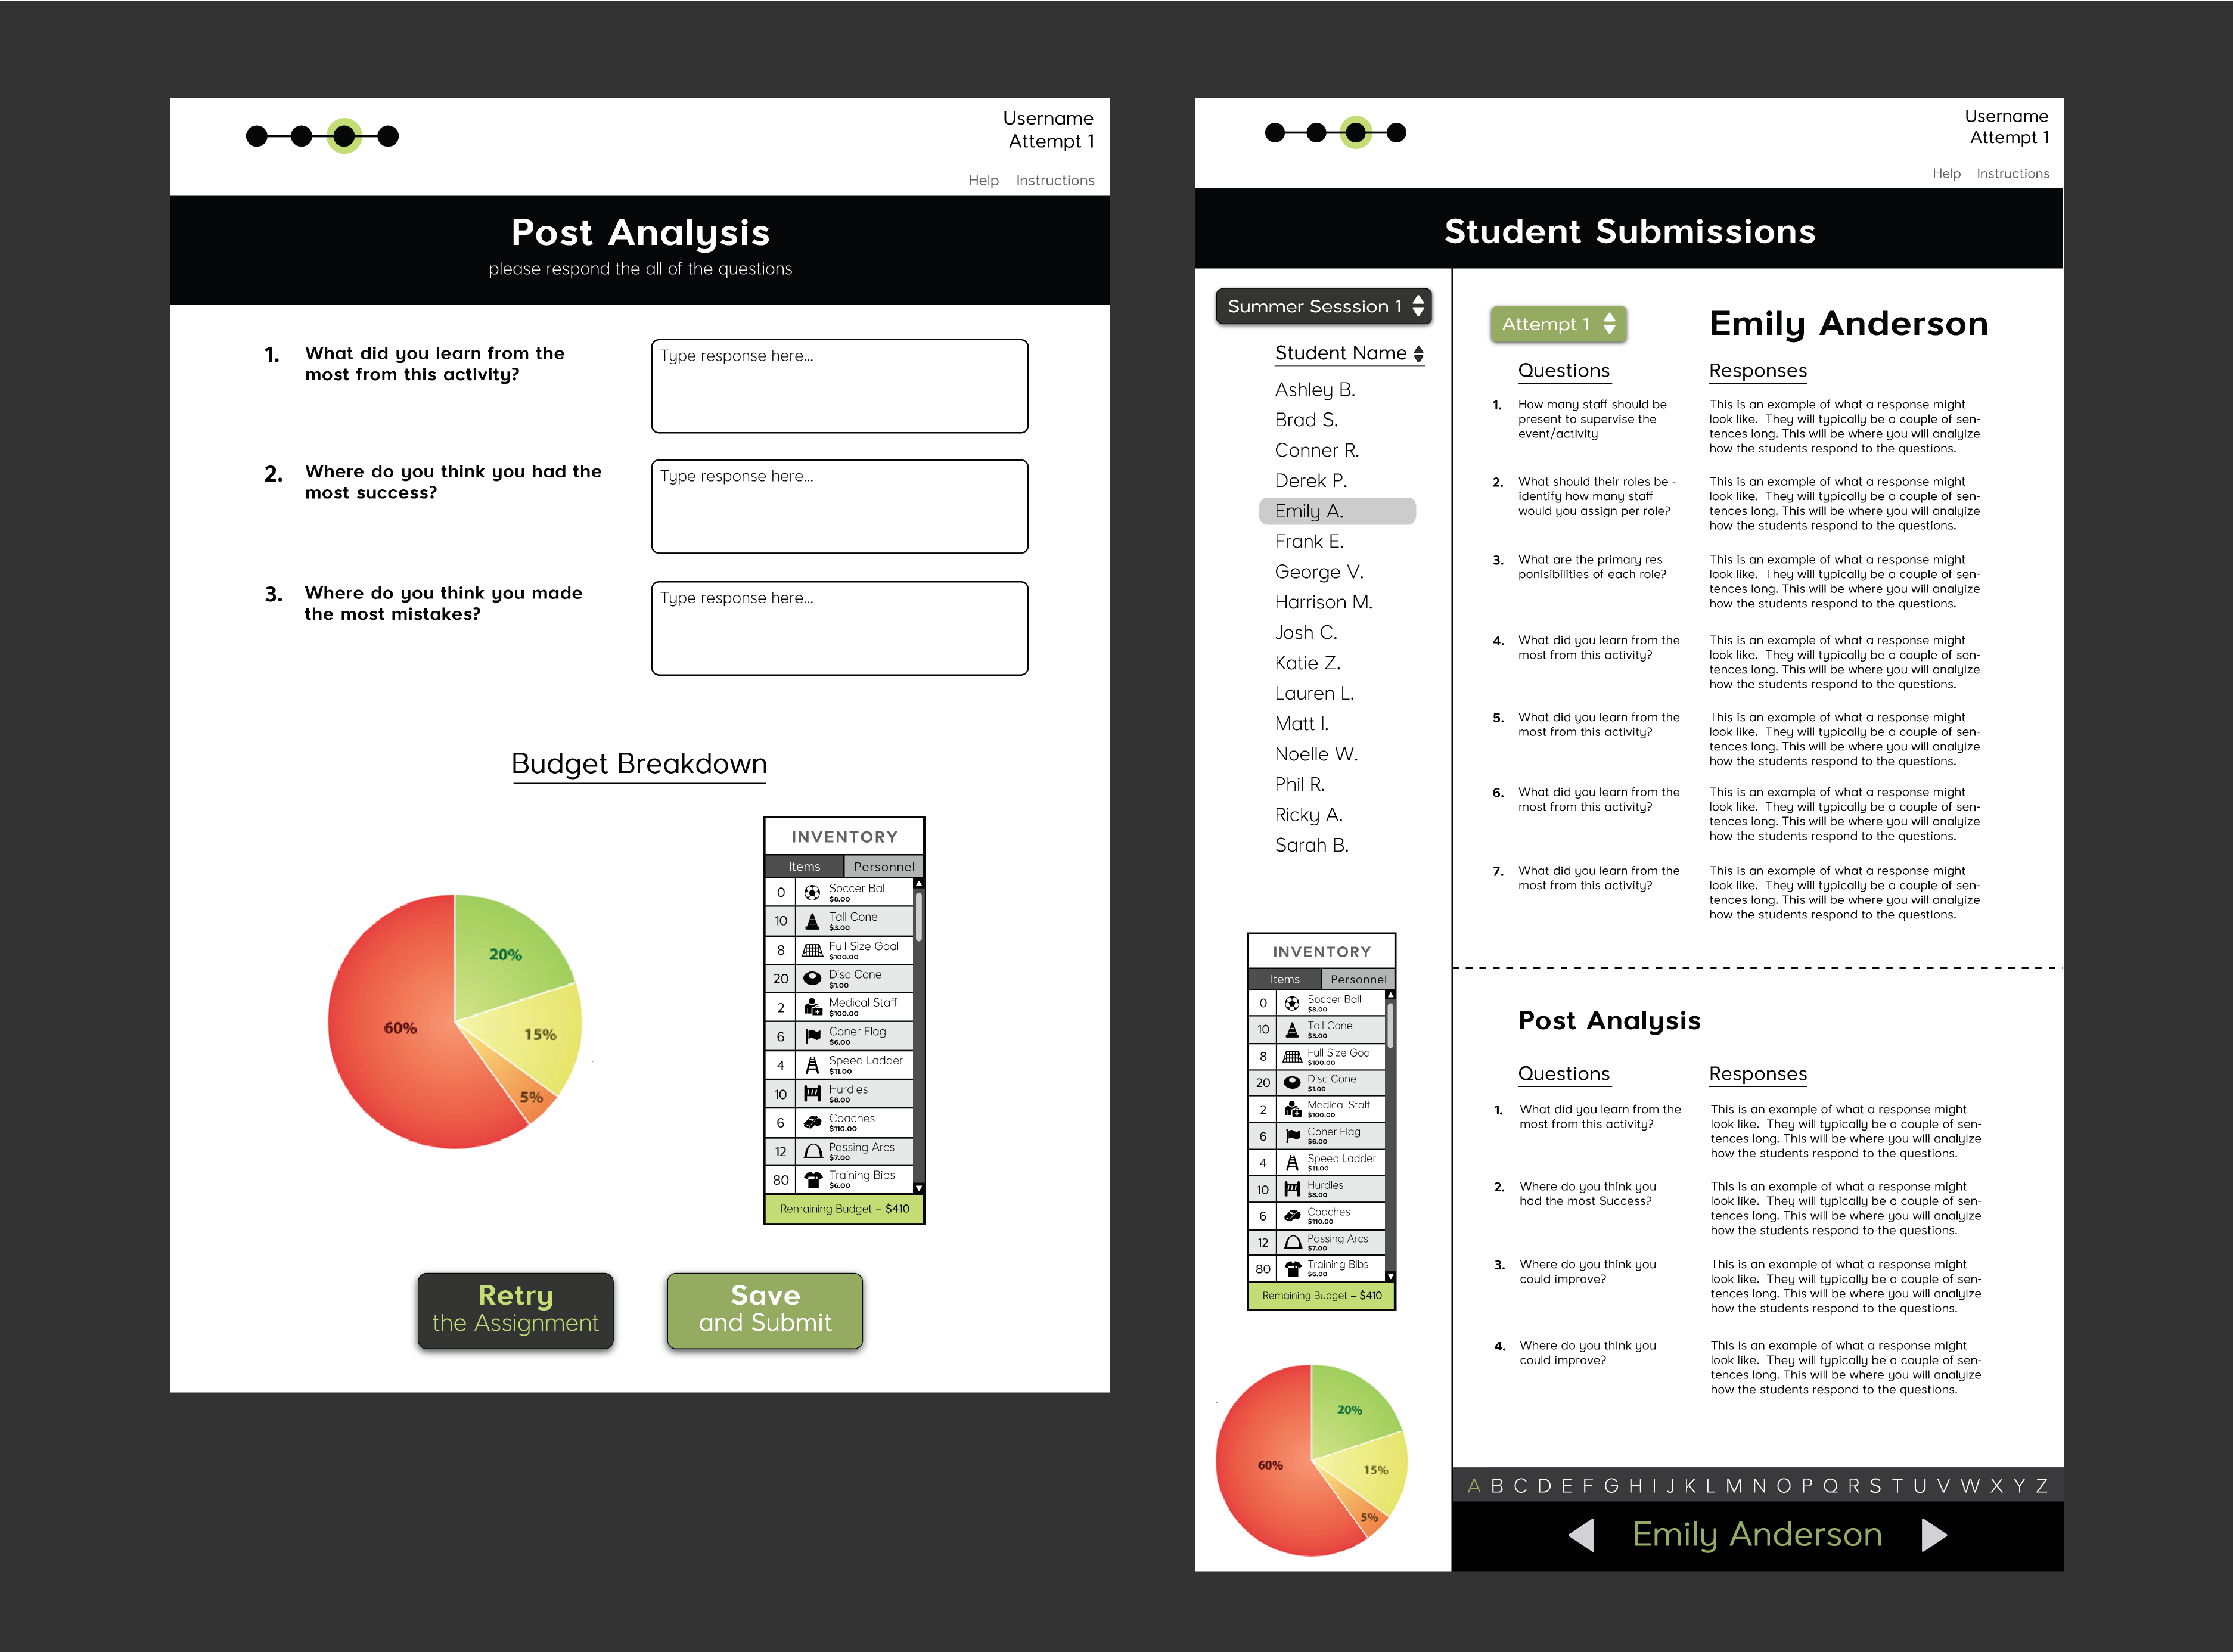 Username
Attempt 1
Help Instructions
Post Analysis
please respond the all of the questions
1. What did you learn from the
most from this activity?
Type response here...
2. Where do you think you had the
most success?
Type response here...
3. Where do you think you made
the most mistakes?
Type response here...
Budget Breakdown
20%
15%
5%
60%
INVENTORY
Items Personnel
0 Soccer Ball
$8.00
10 Tall Cone
$3.00
8 Full Size Goal
$100.00
20 Disc Cone
$1.00
2 Medical Staff
$100.00
6 Coner Flag
$6.00
4 Speed Ladder
$11.00
10 Hurdles
$8.00
6 Coaches
$110.00
12 Passing Arcs
$7.00
80 Training Bibs
$6.00
Remaining Budget = $410
Retry
the Assignment
Save
and Submit
Username
Attempt 1
Help Instructions
Student Submissions
Summer Sesssion 1
Student Name
Ashley B.
Brad S.
Conner R.
Derek P.
Emily A.
Frank E.
George V.
Harrison M.
Josh C.
Katie Z.
Lauren L.
Matt I.
Noelle W.
Phil R.
Ricky A.
Sarah B.
INVENTORY
Items Personnel
0 Soccer Ball
$8.00
10 Tall Cone
$3.00
8 Full Size Goal
$100.00
20 Disc Cone
$1.00
2 Medical Staff
$100.00
6 Coner Flag
$6.00
4 Speed Ladder
$11.00
10 Hurdles
$8.00
6 Coaches
$110.00
12 Passing Arcs
$7.00
80 Training Bibs
$6.00
Remaining Budget = $410
20%
15%
5%
60%
Attempt 1
Emily Anderson
Questions
Responses
1. How many staff should be
present to supervise the
event/activity
This is an example of what a response might
look like. They will typically be a couple of sen-
tences long. This will be where you will analyize
how the students respond to the questions.
2. What should their roles be -
identify how many staff
would you assign per role?
This is an example of what a response might
look like. They will typically be a couple of sen-
tences long. This will be where you will analyize
how the students respond to the questions.
3. What are the primary res-
ponisibilities of each role?
This is an example of what a response might
look like. They will typically be a couple of sen-
tences long. This will be where you will analyize
how the students respond to the questions.
4. What did you learn from the
most from this activity?
This is an example of what a response might
look like. They will typically be a couple of sen-
tences long. This will be where you will analyize
how the students respond to the questions.
5. What did you learn from the
most from this activity?
This is an example of what a response might
look like. They will typically be a couple of sen-
tences long. This will be where you will analyize
how the students respond to the questions.
6. What did you learn from the
most from this activity?
This is an example of what a response might
look like. They will typically be a couple of sen-
tences long. This will be where you will analyize
how the students respond to the questions.
7. What did you learn from the
most from this activity?
This is an example of what a response might
look like. They will typically be a couple of sen-
tences long. This will be where you will analyize
how the students respond to the questions.
Post Analysis
Questions
Responses
1. What did you learn from the
most from this activity?
This is an example of what a response might
look like. They will typically be a couple of sen-
tences long. This will be where you will analyize
how the students respond to the questions.
2. Where do you think you
had the most Success?
This is an example of what a response might
look like. They will typically be a couple of sen-
tences long. This will be where you will analyize
how the students respond to the questions.
3. Where do you think you
could improve?
This is an example of what a response might
look like. They will typically be a couple of sen-
tences long. This will be where you will analyize
how the students respond to the questions.
4. Where do you think you
could improve?
This is an example of what a response might
look like. They will typically be a couple of sen-
tences long. This will be where you will analyize
how the students respond to the questions.
A B C D E F G H I J K L M N O P Q R S T U V W X Y Z
Emily Anderson